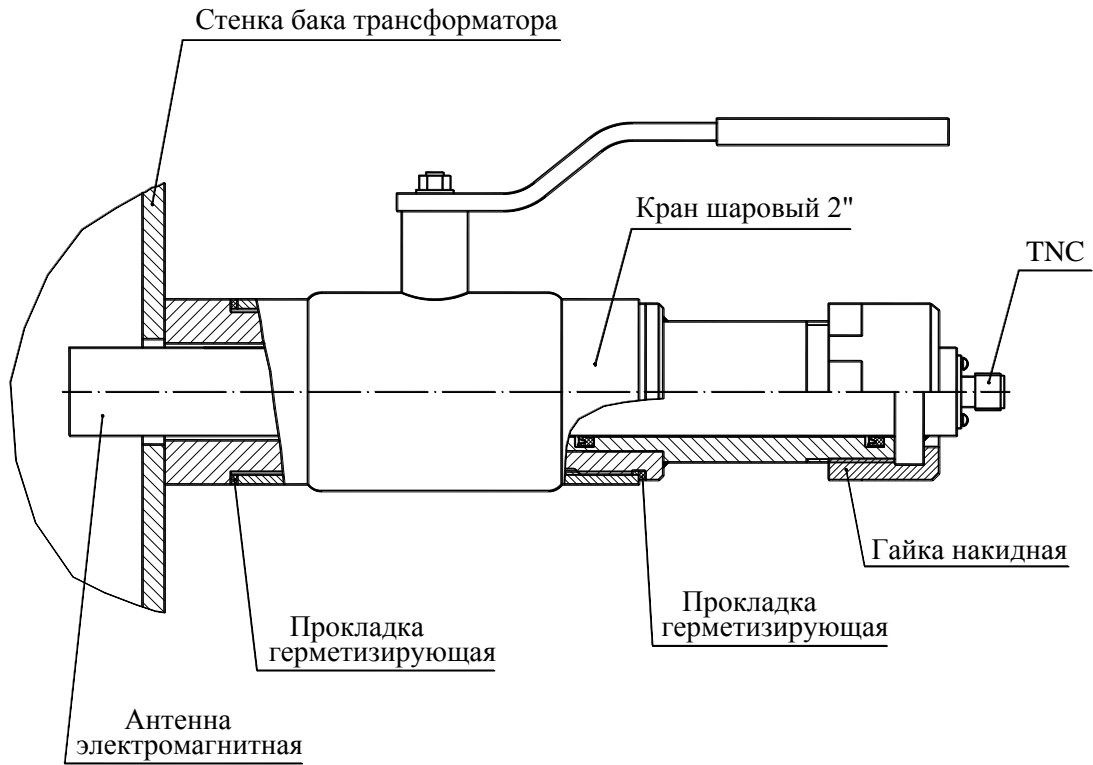 Стенка бака трансформатора
Кран шаровый 2"
TNC
Гайка накидная
Прокладка
герметизирующая
Прокладка
герметизирующая
Антенна
электромагнитная